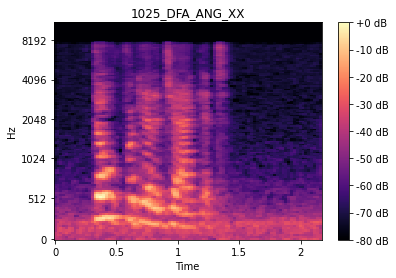 1025_DFA_ANG_XX
+0 dB
8192
-10 dB
4096
-20 dB
-30 dB
2048
Hz
-40 dB
1024
-50 dB
512
-60 dB
-70 dB
0
-80 dB
0 0.5 1 1.5 2
Time